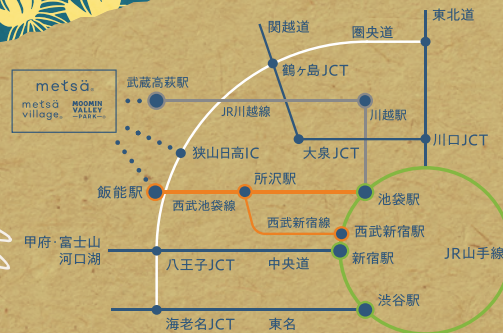 関越道
東北道
圏央道
metsä®
metsä village®
MOOMIN VALLEY PARK
武蔵高萩駅
鶴ヶ島JCT
JR川越線
川越駅
狭山日高IC
大泉JCT
川口JCT
飯能駅
所沢駅
池袋駅
西武池袋線
西武新宿線
西武新宿駅
甲府・富士山
河口湖
八王子JCT
中央道
新宿駅
JR山手線
渋谷駅
海老名JCT
東名